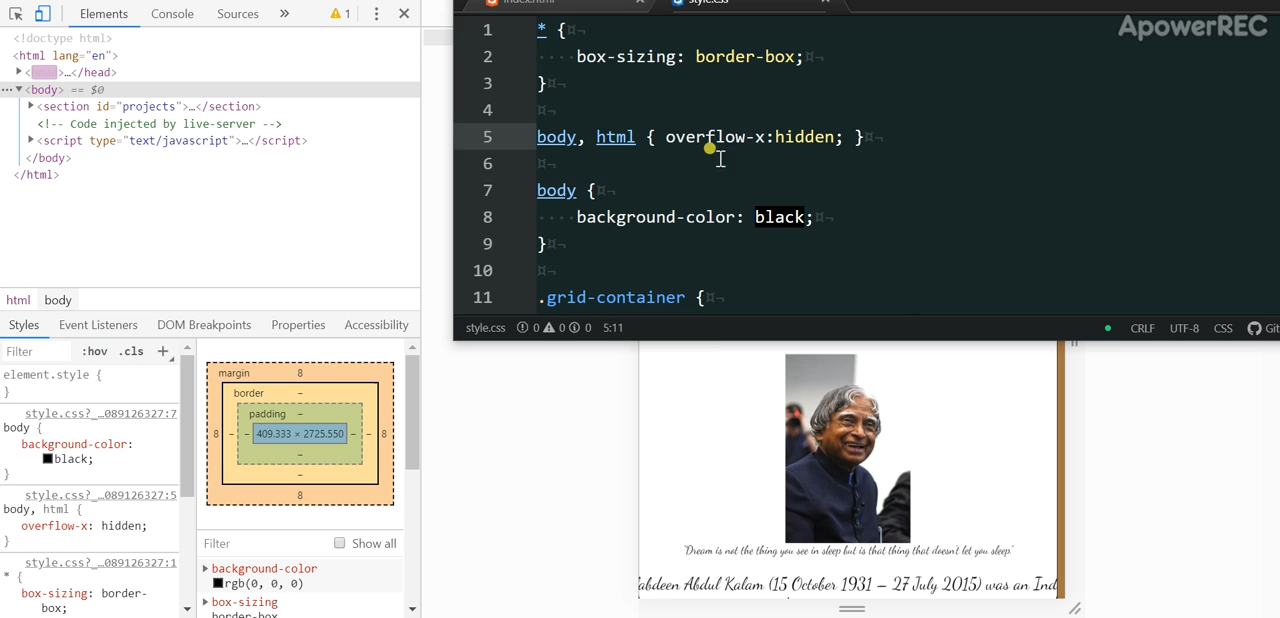 Elements Console Sources » 1
<!doctype html>
<html lang="en">
…</head>
<body> == $0
<section id="projects">…</section>
<!-- Code injected by live-server -->
<script type="text/javascript">…</script>
</body>
</html>
html body
Styles Event Listeners DOM Breakpoints Properties Accessibility
Filter :hov .cls +
element.style {
}
style.css?_…089126327:7
body {
background-color:
black;
}
style.css?_…089126327:5
body, html {
overflow-x: hidden;
}
style.css?_…089126327:1
* {
box-sizing: border-
box;
margin 8
border –
padding –
8 – – 409.333 × 2725.550 – – 8
–
–
8
Filter Show all
background-color
rgb(0, 0, 0)
box-sizing
border-box
index.html style.css
ApowerREC
1 * {
2 box-sizing: border-box;
3 }
4
5 body, html { overflow-x:hidden; }
6
7 body {
8 background-color: black;
9 }
10
11 .grid-container {
style.css 0 0 0 5:11 CRLF UTF-8 CSS Git
"Dream is not the thing you see in sleep but is that thing that doesn't let you sleep."
Abdul Kalam (15 October 1931 – 27 July 2015) was an Ind